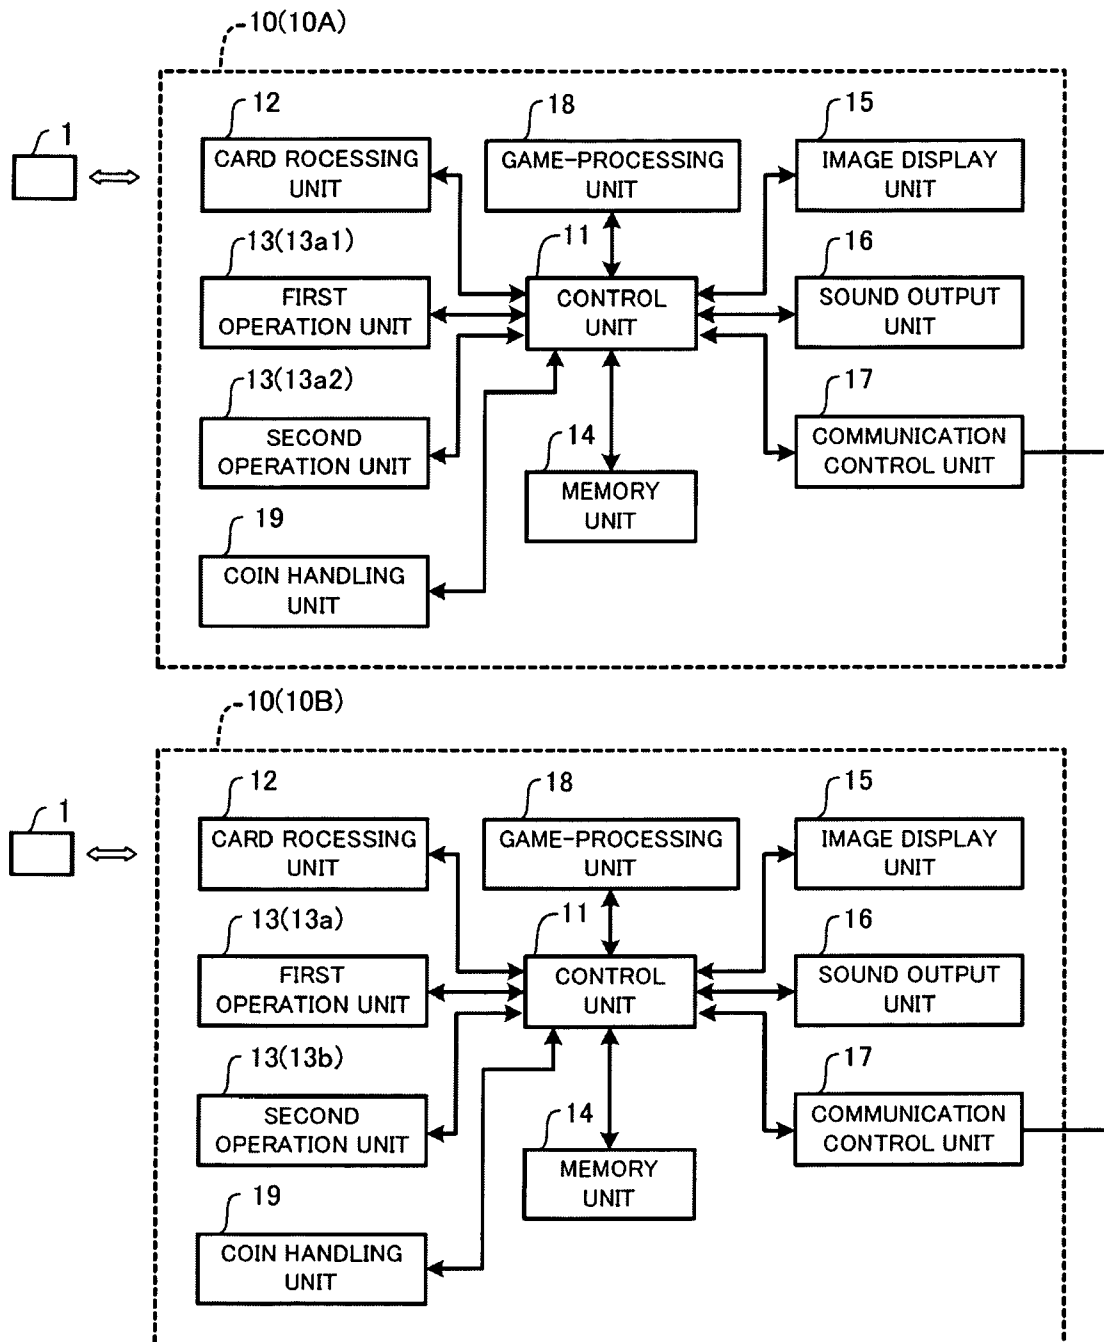 10(10A)
12
18
15
1
CARD ROCESSING
UNIT
GAME-PROCESSING
UNIT
IMAGE DISPLAY
UNIT
13(13a1)
11
16
FIRST
OPERATION UNIT
CONTROL
UNIT
SOUND OUTPUT
UNIT
13(13a2)
17
SECOND
OPERATION UNIT
14
COMMUNICATION
CONTROL UNIT
MEMORY
UNIT
19
COIN HANDLING
UNIT
10(10B)
12
18
15
1
CARD ROCESSING
UNIT
GAME-PROCESSING
UNIT
IMAGE DISPLAY
UNIT
13(13a)
11
16
FIRST
OPERATION UNIT
CONTROL
UNIT
SOUND OUTPUT
UNIT
13(13b)
17
SECOND
OPERATION UNIT
14
COMMUNICATION
CONTROL UNIT
MEMORY
UNIT
19
COIN HANDLING
UNIT